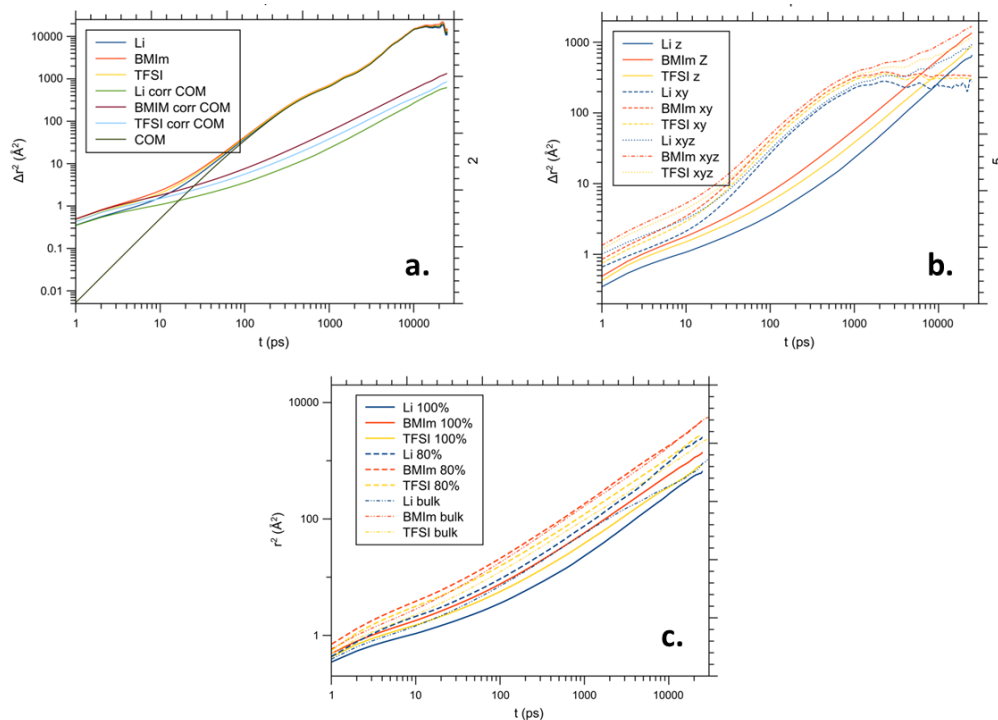 Li
BMIm
TFSI
Li corr COM
BMIM corr COM
TFSI corr COM
COM
10000
1000
100
10
1
0.1
0.01
Δr² (Å²)
2
a.
1
10
100
1000
10000
t (ps)
Li z
BMIm Z
TFSI z
Li xy
BMIm xy
TFSI xy
Li xyz
BMIm xyz
TFSI xyz
1000
100
10
1
Δr² (Å²)
b.
1
10
100
1000
10000
t (ps)
Li 100%
BMIm 100%
TFSI 100%
Li 80%
BMIm 80%
TFSI 80%
Li bulk
BMIm bulk
TFSI bulk
10000
100
1
r² (Å²)
c.
1
10
100
1000
10000
t (ps)